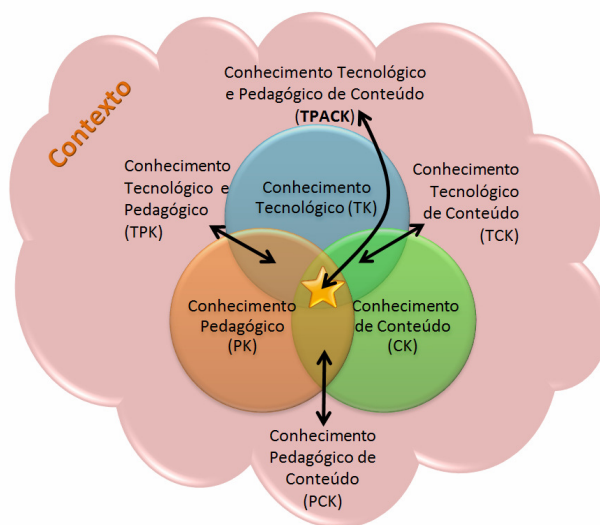 Contexto
Conhecimento Tecnológico
e Pedagógico de Conteúdo
(TPACK)
Conhecimento
Tecnológico e
Pedagógico
(TPK)
Conhecimento
Tecnológico (TK)
Conhecimento
Tecnológico
de Conteúdo
(TCK)
Conhecimento
Pedagógico
(PK)
Conhecimento
de Conteúdo
(CK)
Conhecimento
Pedagógico de
Conteúdo
(PCK)